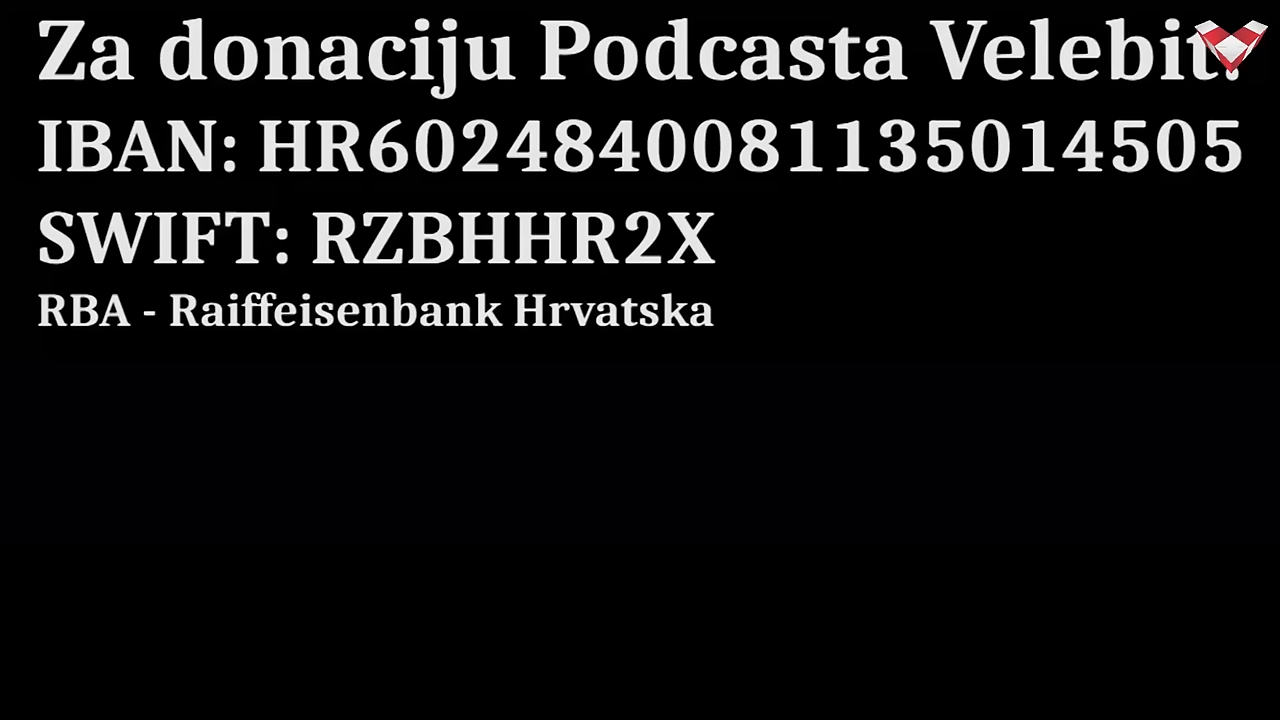 Za donaciju Podcasta Velebit:
IBAN: HR6024840081135014505
SWIFT: RZBHHR2X
RBA - Raiffeisenbank Hrvatska